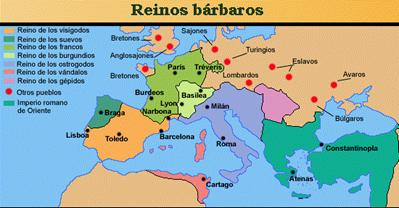 Reinos bárbaros
Reino de los visigodos
Reino de los suevos
Reino de los francos
Reino de los burgundios
Reino de los ostrogodos
Reino de los vándalos
Reino de los gépidos
Otros pueblos
Imperio romano
de Oriente
Bretones
Sajones
Anglosajones
Turingios
Bretones
Eslavos
París
Tréveris
Lombardos
Avaros
Burdeos
Basilea
Lyon
Milán
Búlgaros
Braga
Narbona
Lisboa
Toledo
Barcelona
Roma
Constantinopla
Atenas
Cartago